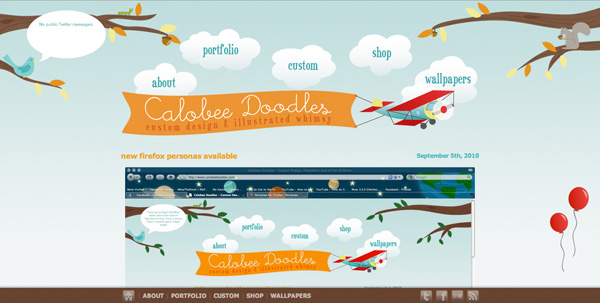 No public Twitter messages.
portfolio
shop
custom
about
wallpapers
Calobee Doodles
custom design & illustrated whimsy
new firefox personas available
September 5th, 2010
portfolio
custom
shop
about
wallpapers
Calobee Doodles
custom design & illustrated whimsy
ABOUT PORTFOLIO CUSTOM SHOP WALLPAPERS